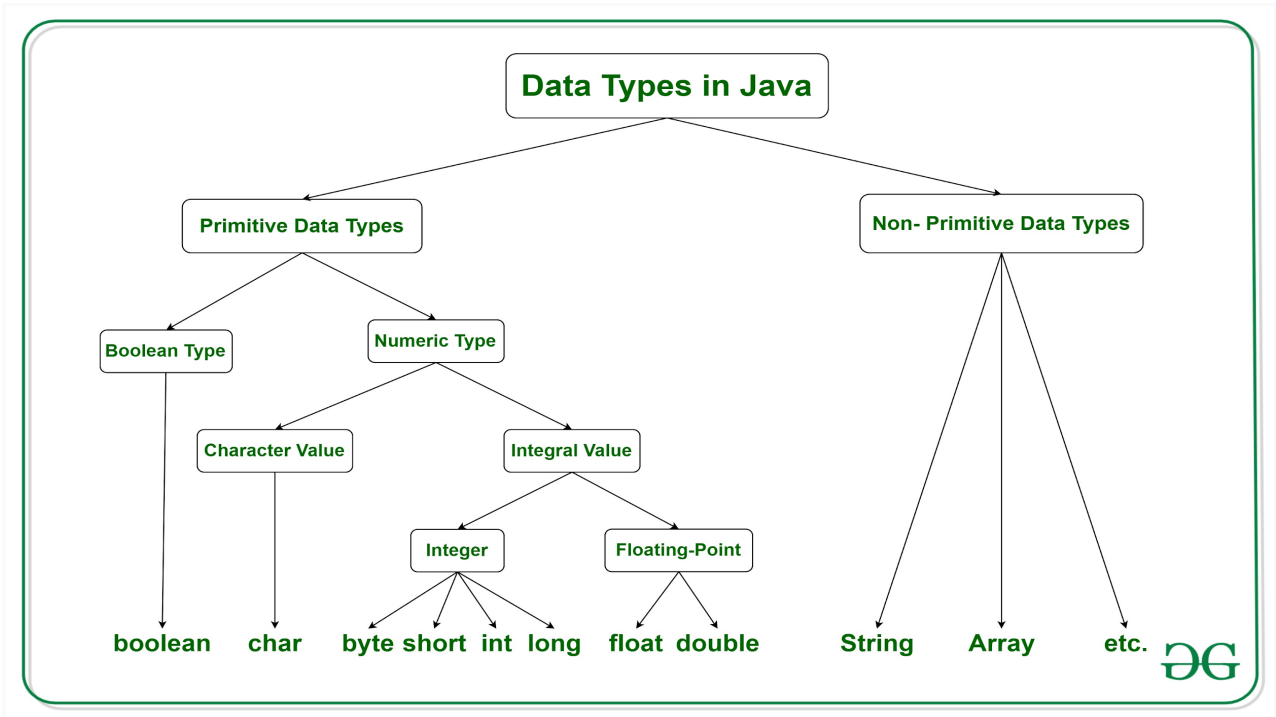 Data Types in Java
Primitive Data Types
Non- Primitive Data Types
Boolean Type
Numeric Type
Character Value
Integral Value
Integer
Floating-Point
boolean
char
byte
short
int
long
float
double
String
Array
etc.